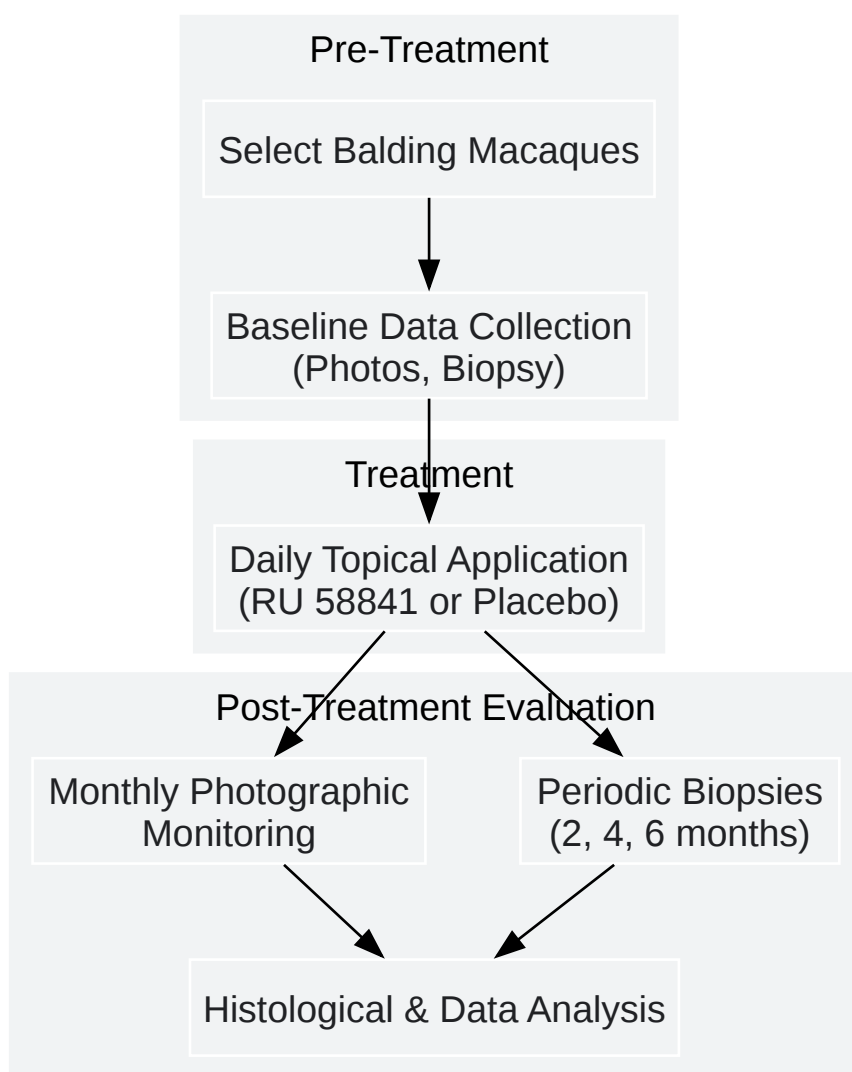 Pre-Treatment
Select Balding Macaques
Baseline Data Collection
(Photos, Biopsy)
Treatment
Daily Topical Application
(RU 58841 or Placebo)
Post-Treatment Evaluation
Monthly Photographic
Monitoring
Periodic Biopsies
(2, 4, 6 months)
Histological & Data Analysis